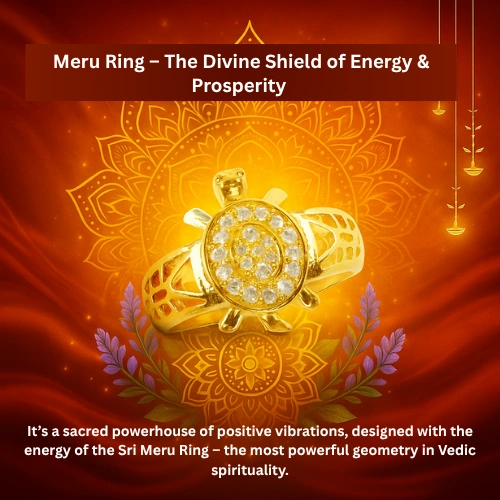 Meru Ring – The Divine Shield of Energy &
Prosperity
It's a sacred powerhouse of positive vibrations, designed with the
energy of the Sri Meru Ring – the most powerful geometry in Vedic
spirituality.